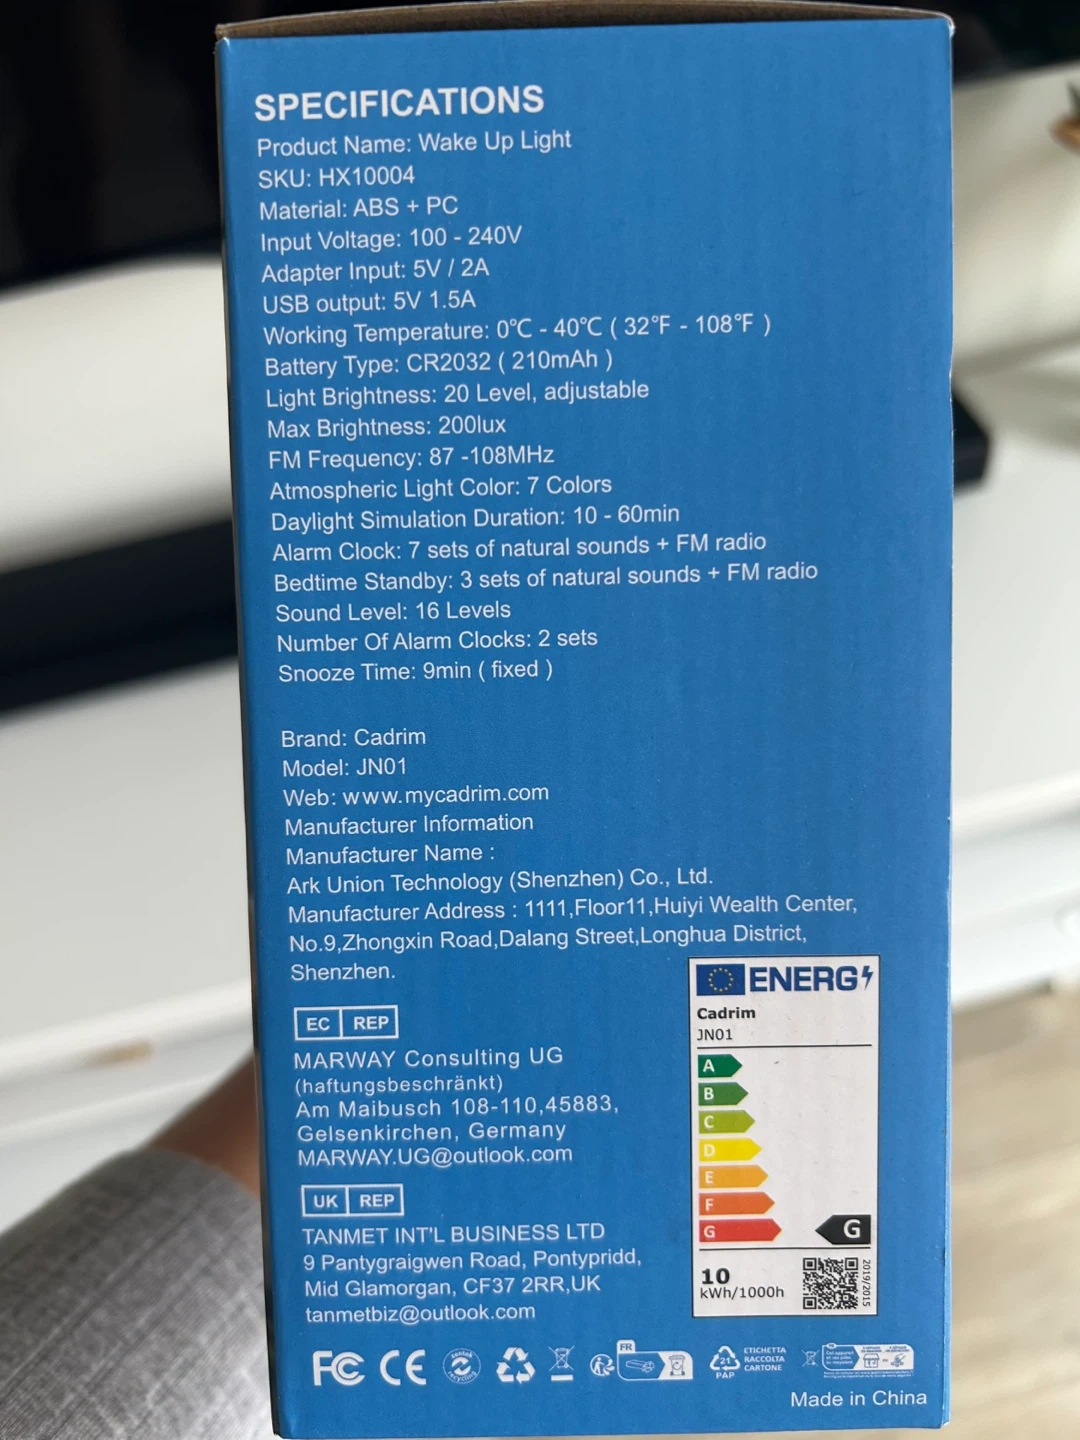 SPECIFICATIONS
Product Name: Wake Up Light
SKU: HX10004
Material: ABS + PC
Input Voltage: 100 - 240V
Adapter Input: 5V / 2A
USB output: 5V 1.5A
Working Temperature: 0℃ - 40℃ ( 32℉ - 108℉ )
Battery Type: CR2032 ( 210mAh )
Light Brightness: 20 Level, adjustable
Max Brightness: 200lux
FM Frequency: 87 -108MHz
Atmospheric Light Color: 7 Colors
Daylight Simulation Duration: 10 - 60min
Alarm Clock: 7 sets of natural sounds + FM radio
Bedtime Standby: 3 sets of natural sounds + FM radio
Sound Level: 16 Levels
Number Of Alarm Clocks: 2 sets
Snooze Time: 9min ( fixed )
Brand: Cadrim
Model: JN01
Web: www.mycadrim.com
Manufacturer Information
Manufacturer Name :
Ark Union Technology (Shenzhen) Co., Ltd.
Manufacturer Address : 1111,Floor11,Huiyi Wealth Center,
No.9,Zhongxin Road,Dalang Street,Longhua District,
Shenzhen.
EC REP
MARWAY Consulting UG
(haftungsbeschränkt)
Am Maibusch 108-110,45883,
Gelsenkirchen, Germany
MARWAY.UG@outlook.com
UK REP
TANMET INT'L BUSINESS LTD
9 Pantygraigwen Road, Pontypridd,
Mid Glamorgan, CF37 2RR,UK
tanmetbiz@outlook.com
ENERG
Cadrim
JN01
A
B
C
D
E
F
G G
10
kWh/1000h
2019/2015
FC CE
FR
21
PAP
ETICHETTA
RACCOLTA
CARTONE
Made in China